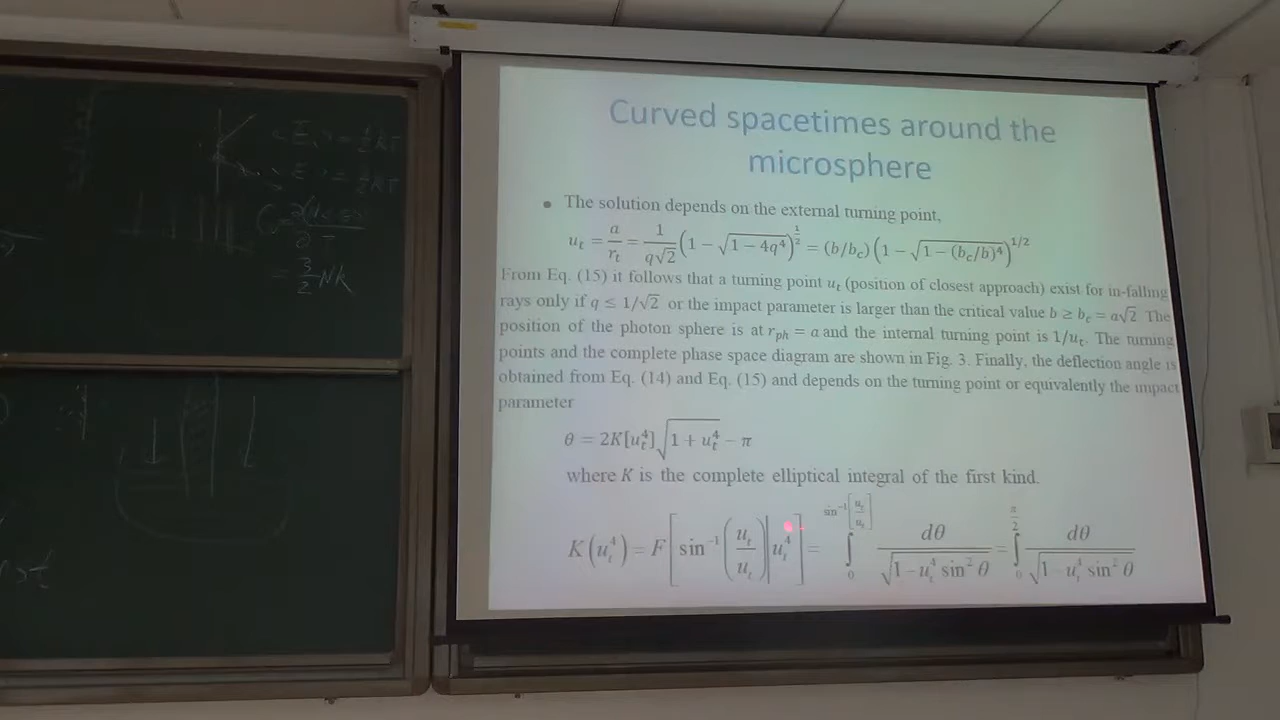 Curved spacetimes around the
microsphere
• The solution depends on the external turning point,
u_t = a/r_t = 1/(q√2) (1 − √(1 − 4q⁴))^(1/2) = (b/b_c) (1 − √(1 − (b_c/b)⁴))^(1/2)
From Eq. (15) it follows that a turning point u_t (position of closest approach) exist for in-falling
rays only if q ≤ 1/√2 or the impact parameter is larger than the critical value b ≥ b_c = a√2 The
position of the photon sphere is at r_ph = a and the internal turning point is 1/u_t. The turning
points and the complete phase space diagram are shown in Fig. 3. Finally, the deflection angle is
obtained from Eq. (14) and Eq. (15) and depends on the turning point or equivalently the impact
parameter
θ = 2K[u_t⁴]√(1 + u_t⁴) − π
where K is the complete elliptical integral of the first kind.
K(u_t⁴) = F[sin⁻¹(u_t/u_t)|u_t⁴] = ∫₀^(sin⁻¹[u_t/u_t]) dθ/√(1−u_t⁴ sin² θ) = ∫₀^(π/2) dθ/√(1−u_t⁴ sin² θ)
= 3/2 Nk